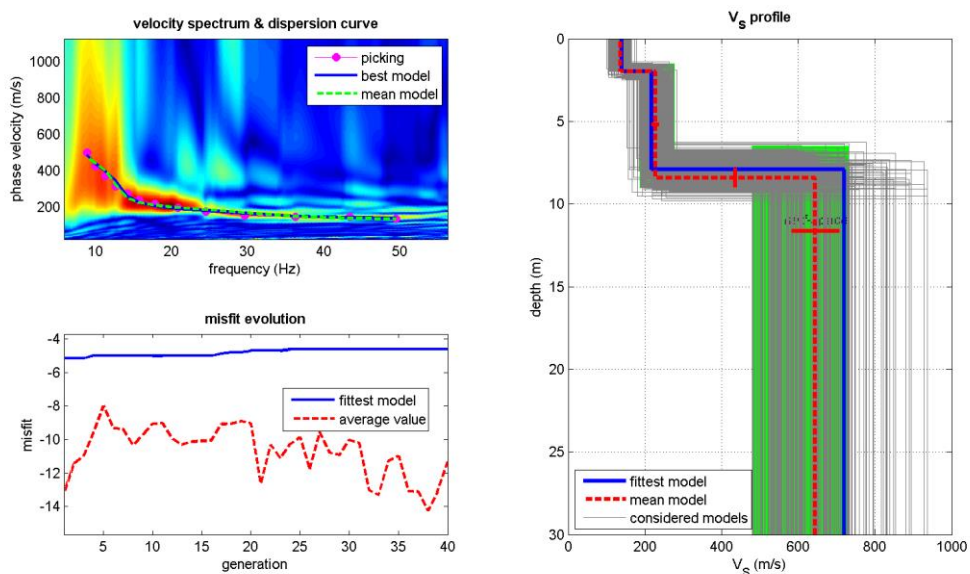 velocity spectrum & dispersion curve
1000
800
600
400
200
phase velocity (m/s)
picking
best model
mean model
10 20 30 40 50
frequency (Hz)
misfit evolution
-4
-6
-8
-10
-12
-14
misfit
fittest model
average value
5 10 15 20 25 30 35 40
generation
V_S profile
0
5
10
15
20
25
30
depth (m)
fittest model
mean model
considered models
0 200 400 600 800 1000
V_S (m/s)